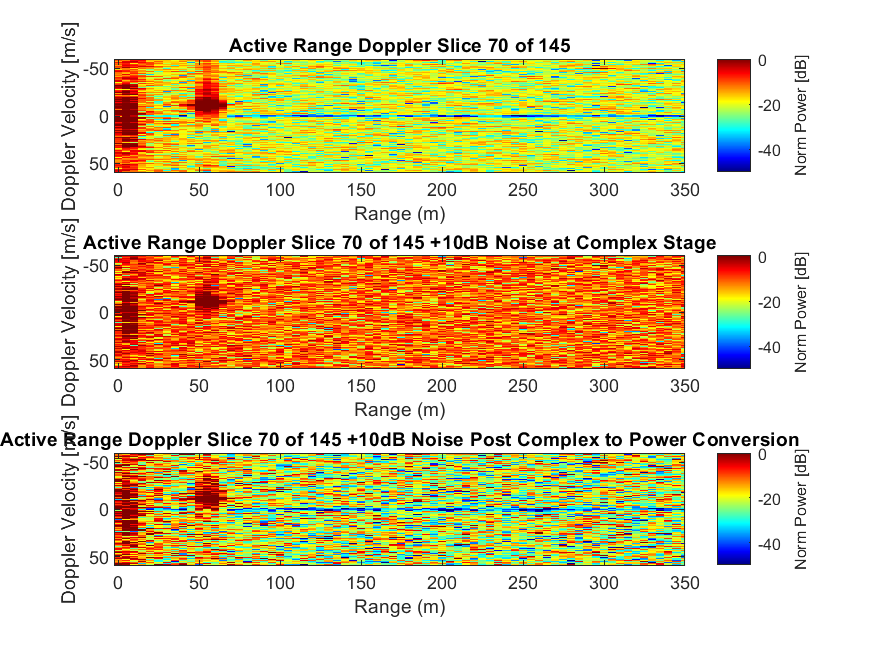 Active Range Doppler Slice 70 of 145
Doppler Velocity [m/s]
-50
0
50
0 50 100 150 200 250 300 350
Range (m)
0
-20
-40
Norm Power [dB]
Active Range Doppler Slice 70 of 145 +10dB Noise at Complex Stage
Doppler Velocity [m/s]
-50
0
50
0 50 100 150 200 250 300 350
Range (m)
0
-20
-40
Norm Power [dB]
Active Range Doppler Slice 70 of 145 +10dB Noise Post Complex to Power Conversion
Doppler Velocity [m/s]
-50
0
50
0 50 100 150 200 250 300 350
Range (m)
0
-20
-40
Norm Power [dB]